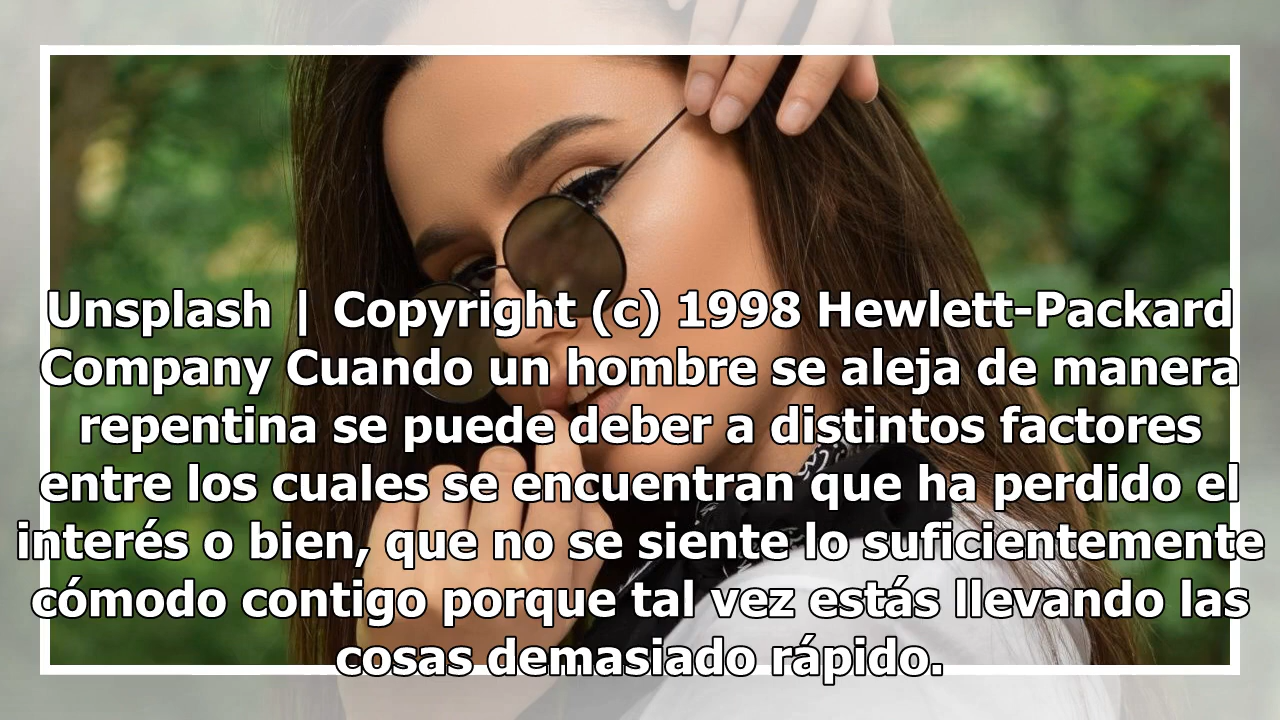 Unsplash | Copyright (c) 1998 Hewlett-Packard
Company Cuando un hombre se aleja de manera
repentina se puede deber a distintos factores
entre los cuales se encuentran que ha perdido el
interés o bien, que no se siente lo suficientemente
cómodo contigo porque tal vez estás llevando las
cosas demasiado rápido.